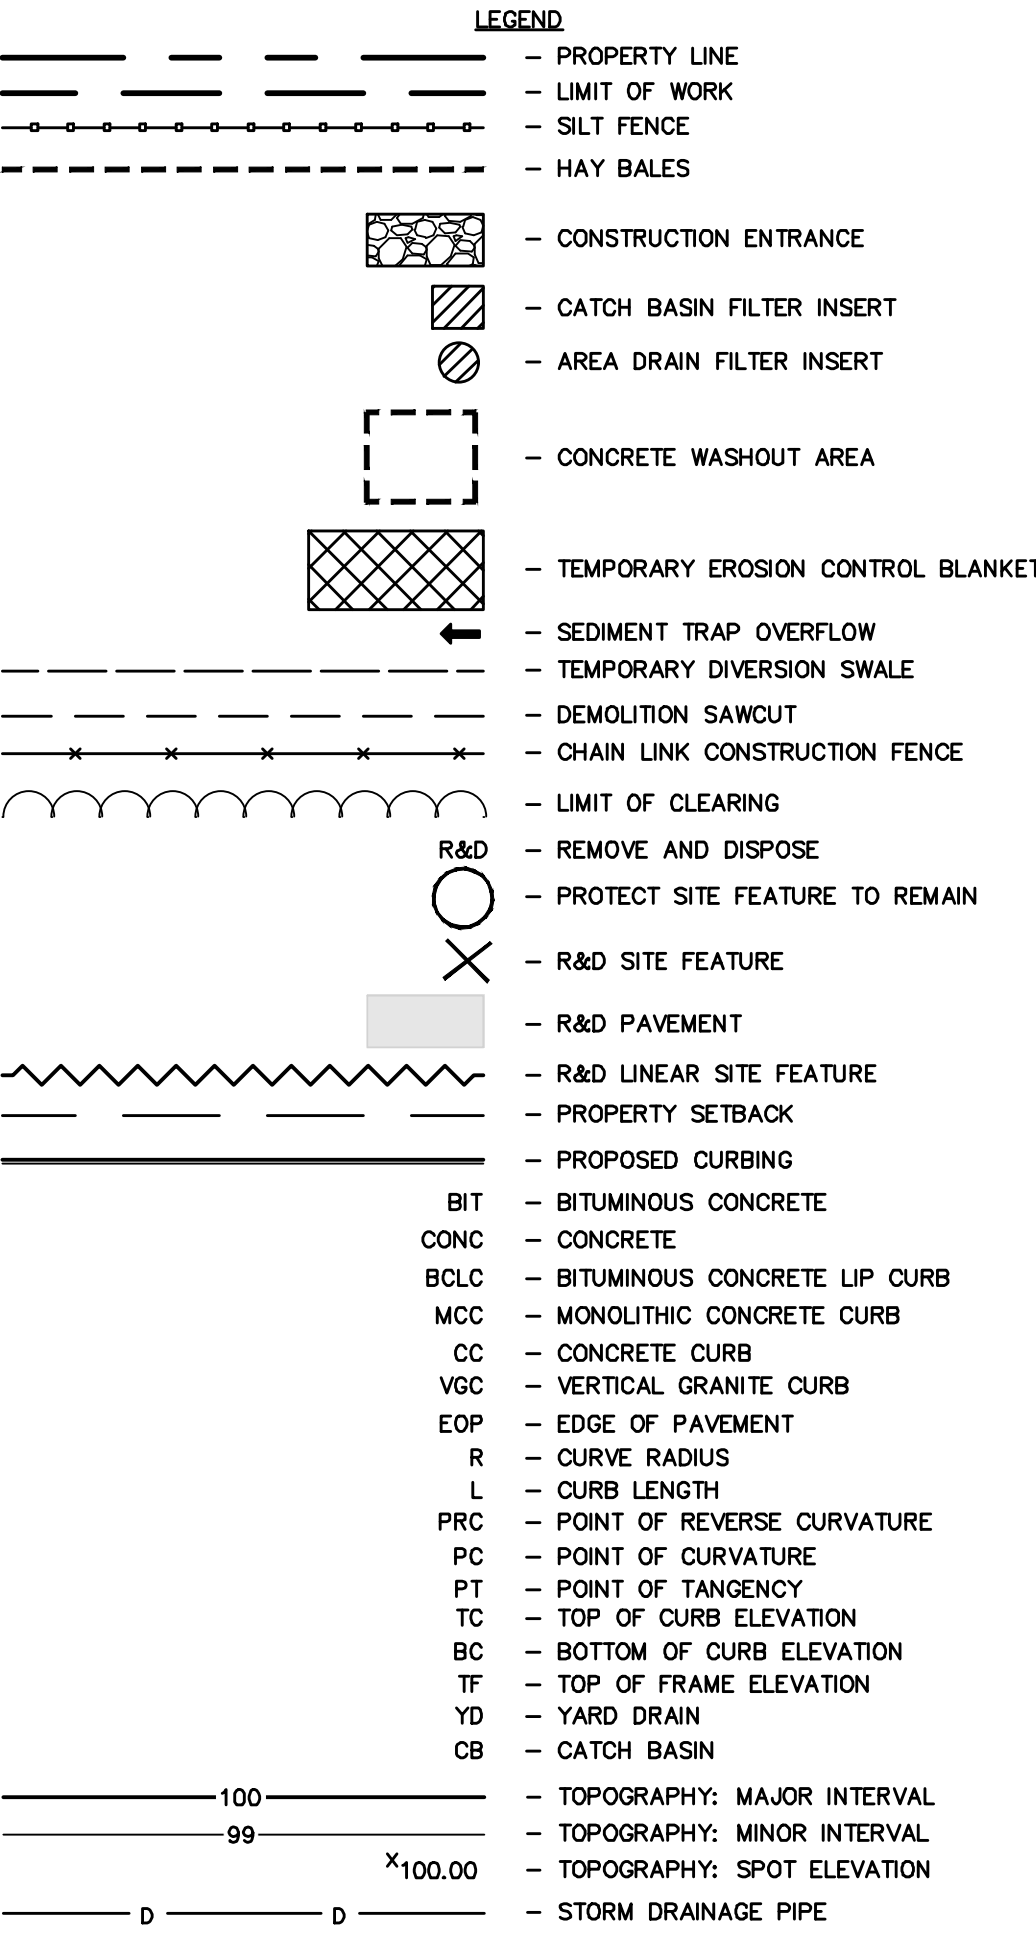 LEGEND
— PROPERTY LINE
— LIMIT OF WORK
— SILT FENCE
— HAY BALES
— CONSTRUCTION ENTRANCE
— CATCH BASIN FILTER INSERT
— AREA DRAIN FILTER INSERT
— CONCRETE WASHOUT AREA
— TEMPORARY EROSION CONTROL BLANKET
— SEDIMENT TRAP OVERFLOW
— TEMPORARY DIVERSION SWALE
— DEMOLITION SAWCUT
— CHAIN LINK CONSTRUCTION FENCE
— LIMIT OF CLEARING
R&D — REMOVE AND DISPOSE
— PROTECT SITE FEATURE TO REMAIN
— R&D SITE FEATURE
— R&D PAVEMENT
— R&D LINEAR SITE FEATURE
— PROPERTY SETBACK
— PROPOSED CURBING
BIT — BITUMINOUS CONCRETE
CONC — CONCRETE
BCLC — BITUMINOUS CONCRETE LIP CURB
MCC — MONOLITHIC CONCRETE CURB
CC — CONCRETE CURB
VGC — VERTICAL GRANITE CURB
EOP — EDGE OF PAVEMENT
R — CURVE RADIUS
L — CURB LENGTH
PRC — POINT OF REVERSE CURVATURE
PC — POINT OF CURVATURE
PT — POINT OF TANGENCY
TC — TOP OF CURB ELEVATION
BC — BOTTOM OF CURB ELEVATION
TF — TOP OF FRAME ELEVATION
YD — YARD DRAIN
CB — CATCH BASIN
100 — TOPOGRAPHY: MAJOR INTERVAL
99 — TOPOGRAPHY: MINOR INTERVAL
x100.00 — TOPOGRAPHY: SPOT ELEVATION
D D — STORM DRAINAGE PIPE